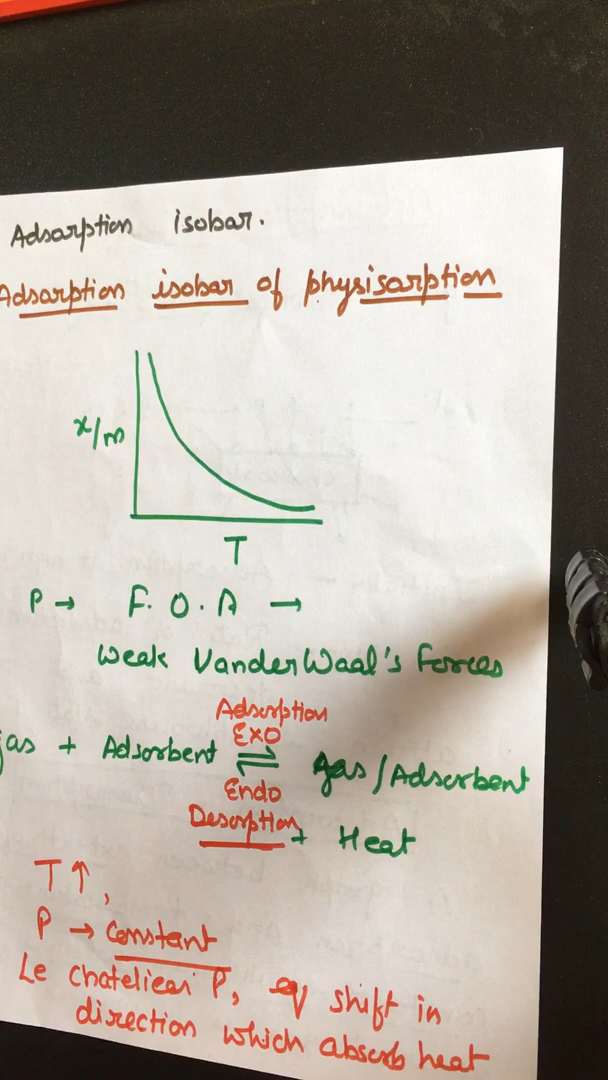 Adsorption isobar.
Adsorption isobar of physisorption
x/m
T
P → F.O.A →
Weak VanderWaal's Forces
Adsorption
Exo
gas + Adsorbent ⇌ gas/Adsorbent
Endo
Desorption
+ Heat
T↑,
P → Constant
Le chatelier P, eq shift in
direction which absorb heat